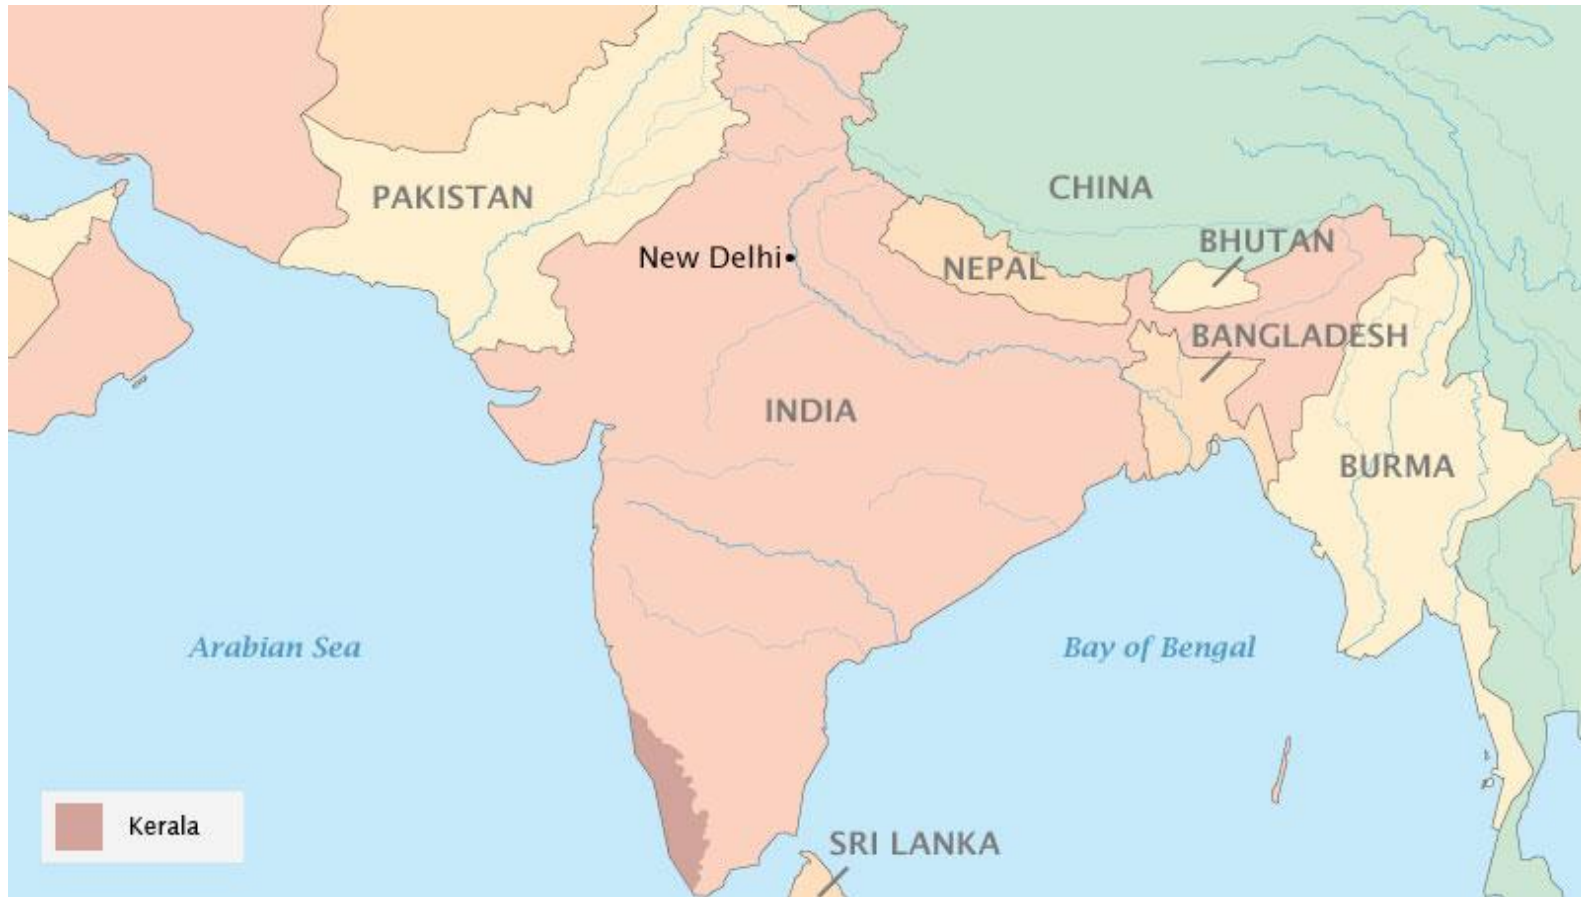 PAKISTAN
CHINA
BHUTAN
New Delhi
NEPAL
BANGLADESH
INDIA
BURMA
Arabian Sea
Bay of Bengal
Kerala
SRI LANKA